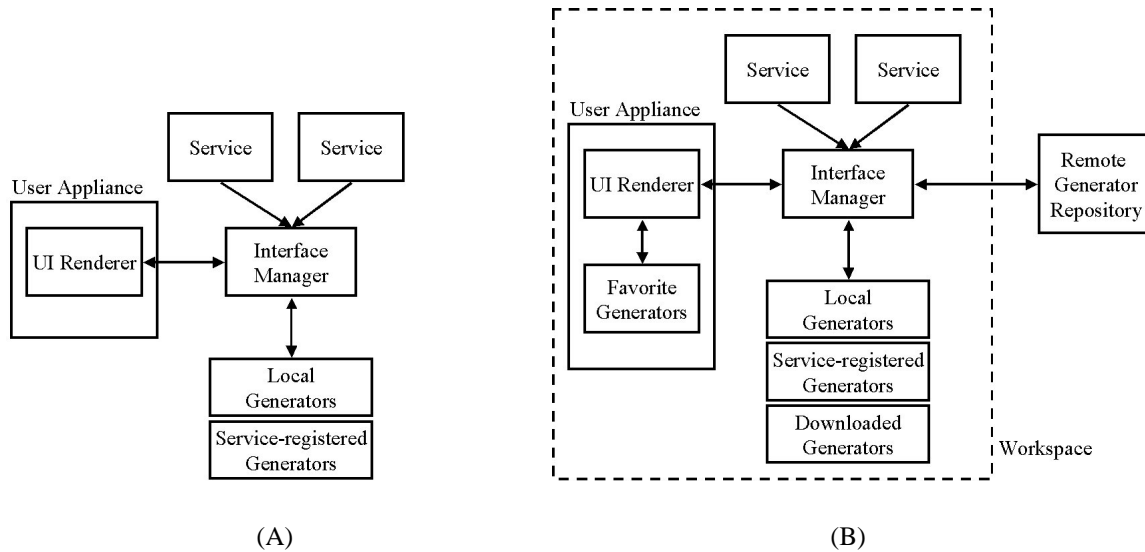 Service
Service
User Appliance
UI Renderer
Interface
Manager
Local
Generators
Service-registered
Generators
(A)
Service
Service
User Appliance
UI Renderer
Interface
Manager
Remote
Generator
Repository
Favorite
Generators
Local
Generators
Service-registered
Generators
Downloaded
Generators
Workspace
(B)